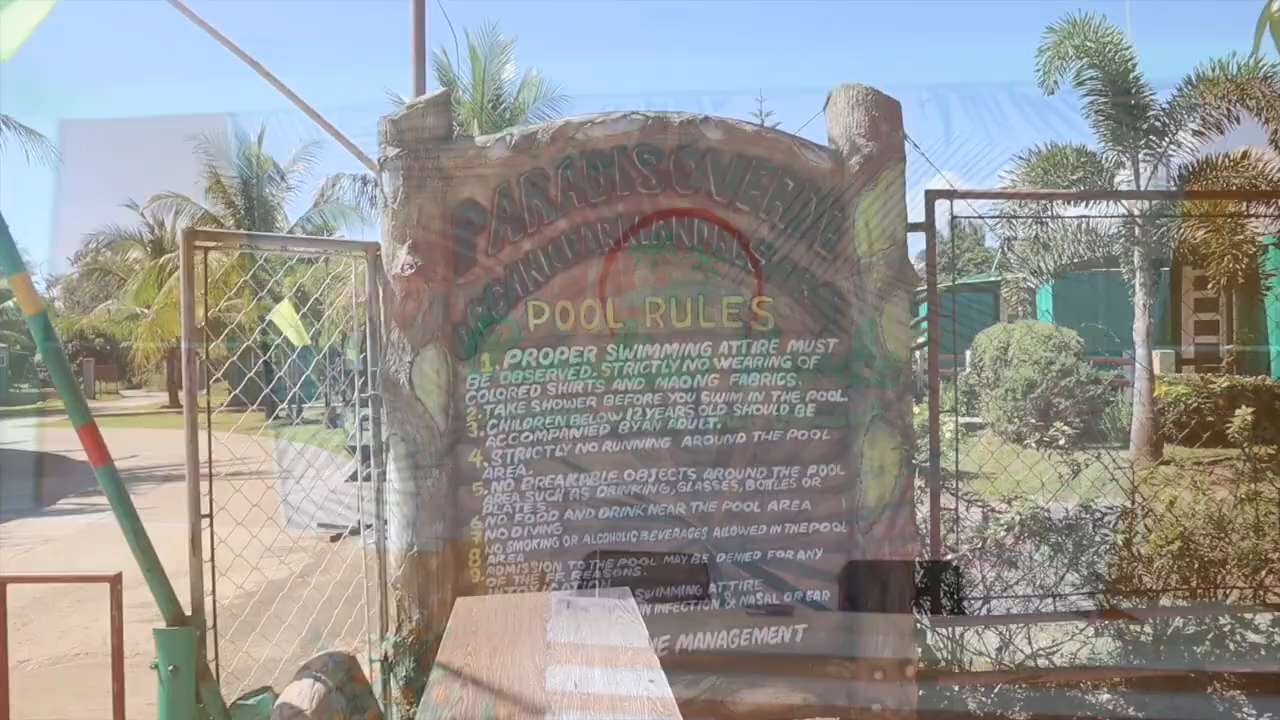 PARADISO VERDE
POOL RULES
1. PROPER SWIMMING ATTIRE MUST
BE OBSERVED. STRICTLY NO WEARING OF
COLORED SHIRTS AND MAONG FABRICS.
2. TAKE SHOWER BEFORE YOU SWIM IN THE POOL.
3. CHILDREN BELOW 12 YEARS OLD SHOULD BE
ACCOMPANIED BY AN ADULT.
4. STRICTLY NO RUNNING AROUND THE POOL
AREA.
5. NO BREAKABLE OBJECTS AROUND THE POOL
AREA SUCH AS DRINKING, GLASSES, BOTTLES OR
PLATES.
6. NO FOOD AND DRINK NEAR THE POOL AREA
7. NO DIVING
8. NO SMOKING OR ALCOHOLIC BEVERAGES ALLOWED IN THE POOL
AREA
9. ADMISSION TO THE POOL MAY BE DENIED FOR ANY
OF THE FF. REASONS.
SWIMMING ATTIRE
INFECTION & NASAL OR EAR
MANAGEMENT